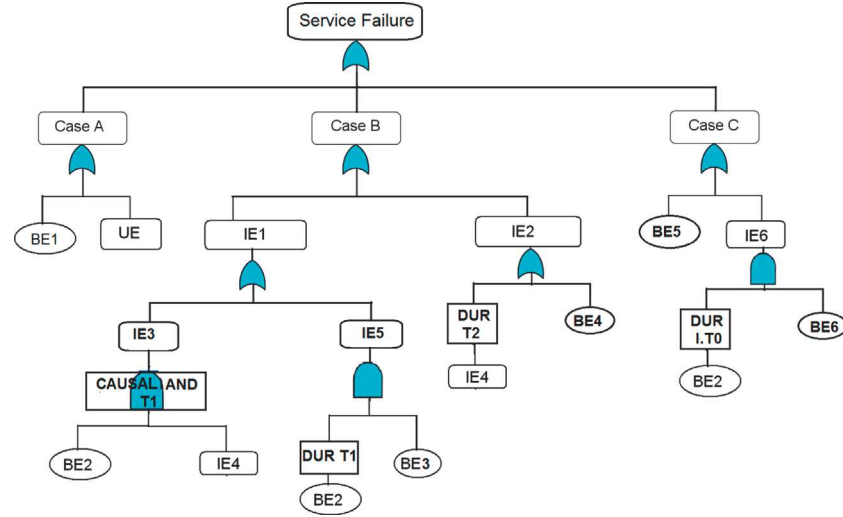 Service Failure
Case A
Case B
Case C
BE1
UE
IE1
IE2
BE5
IE6
IE3
IE5
DUR
T2
BE4
DUR
I.T0
BE6
CAUSAL AND
T1
IE4
BE2
BE2
IE4
DUR T1
BE3
BE2